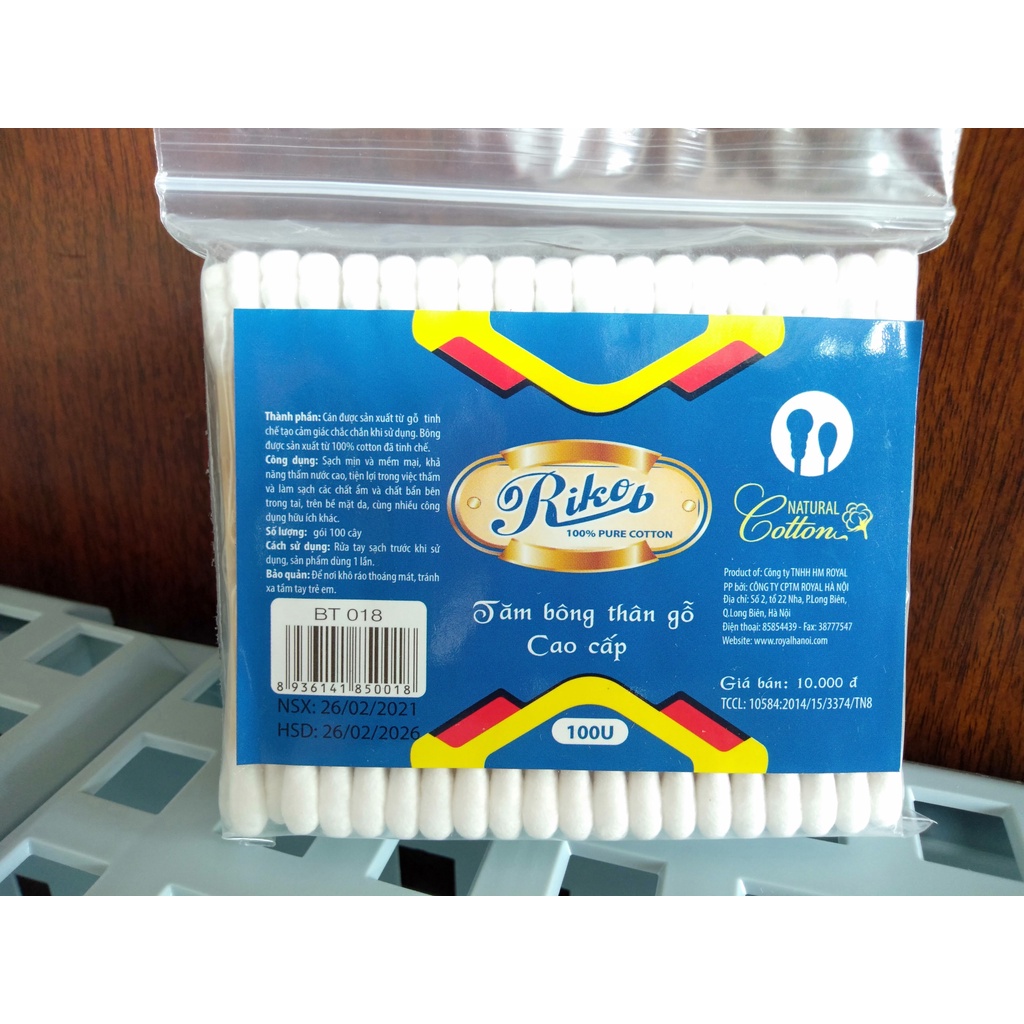 Thành phần: Cán được sản xuất từ gỗ tinh
chế tạo cảm giác chắc chắn khi sử dụng. Bông
được sản xuất từ 100% cotton đã tinh chế.
Công dụng: Sạch mịn và mềm mại, khả
năng thấm nước cao, tiện lợi trong việc thấm
và làm sạch các chất ẩm và chất bẩn bên
trong tai, trên bề mặt da, cùng nhiều công
dụng hữu ích khác.
Số lượng: gói 100 cây
Cách sử dụng: Rửa tay sạch trước khi sử
dụng, sản phẩm dùng 1 lần.
Bảo quản: Để nơi khô ráo thoáng mát, tránh
xa tầm tay trẻ em.
BT 018
8 936141 850018
NSX: 26/02/2021
HSD: 26/02/2026
Rikob
100% PURE COTTON
Tăm bông thân gỗ
Cao cấp
100U
NATURAL
Cotton
Product of: Công ty TNHH HM ROYAL
PP bởi: CÔNG TY CPTM ROYAL HÀ NỘI
Địa chỉ: Số 2, tổ 22 Nha, P.Long Biên,
Q.Long Biên, Hà Nội
Điện thoại: 85854439 - Fax: 38777547
Website: www.royalhanoi.com
Giá bán: 10.000 đ
TCCL: 10584:2014/15/3374/TN8